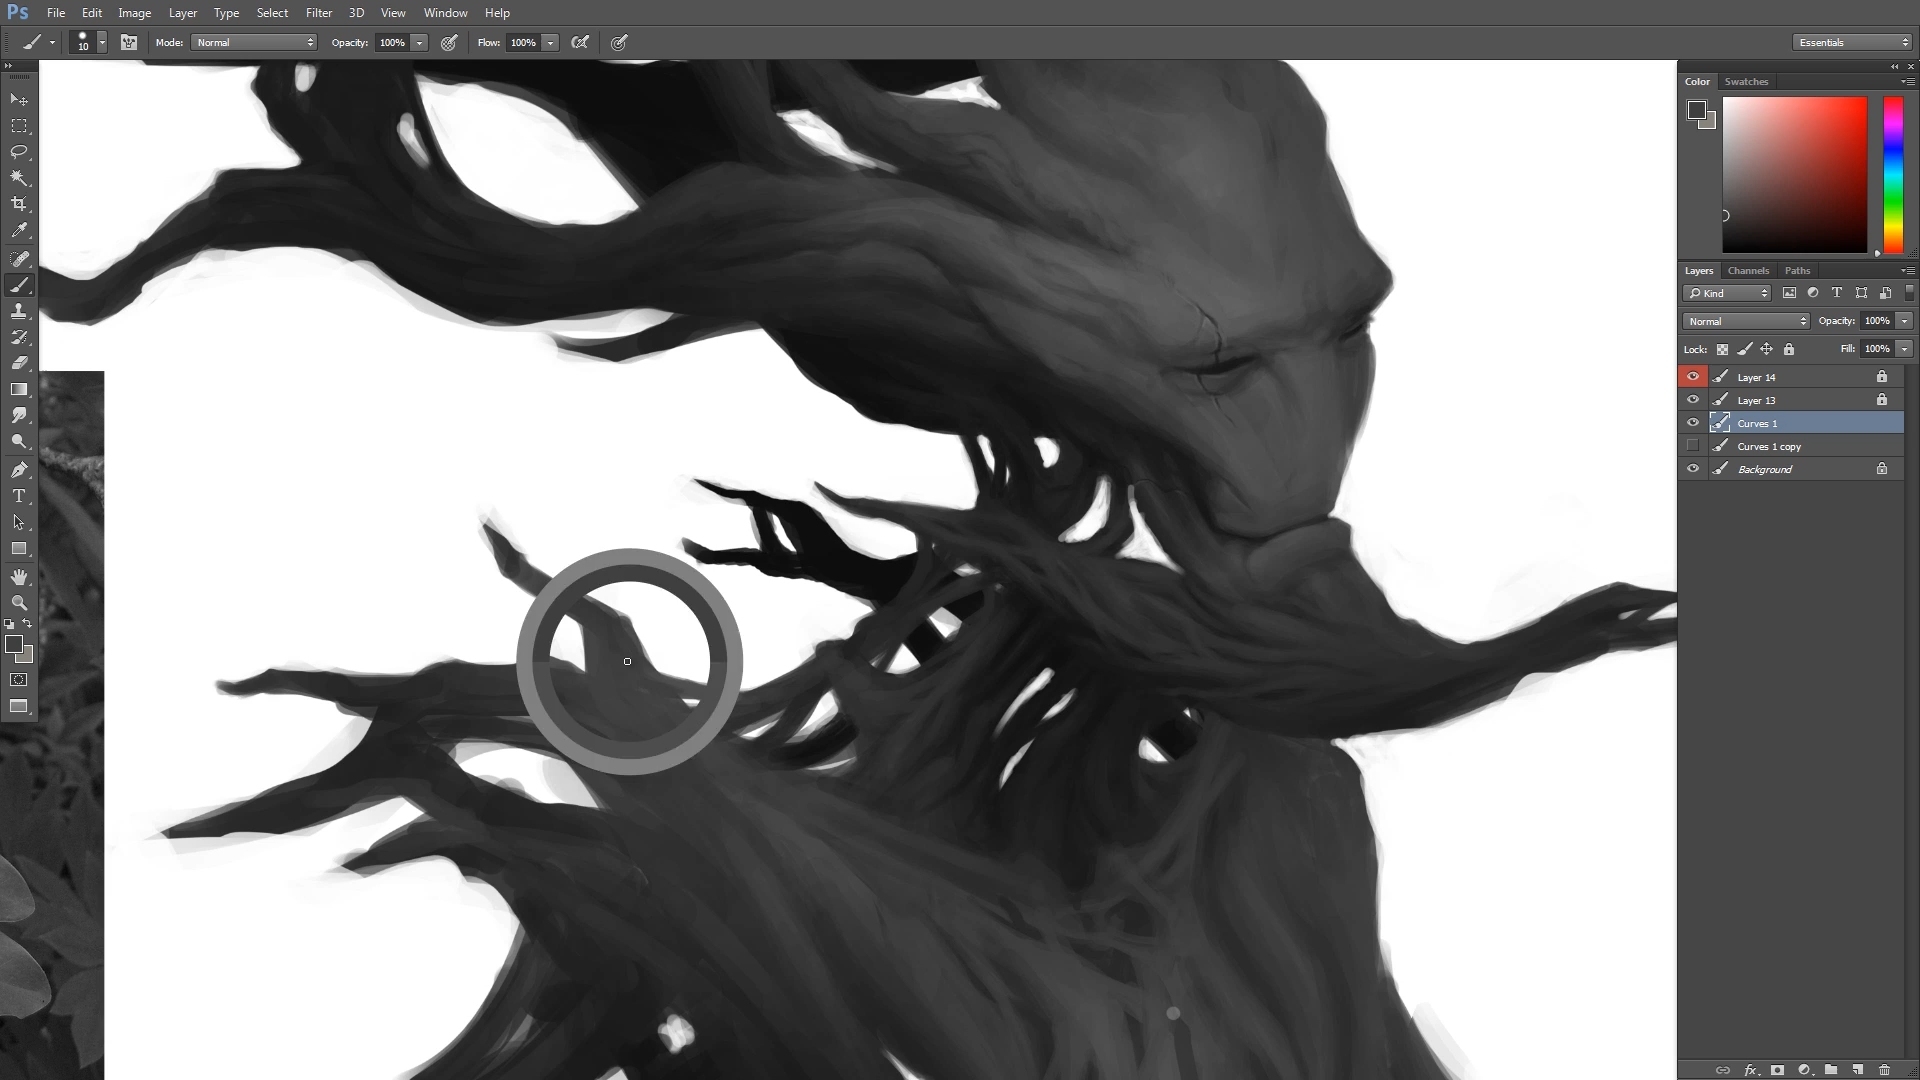 Ps File Edit Image Layer Type Select Filter 3D View Window Help
10 Mode: Normal Opacity: 100% Flow: 100% Essentials
Color Swatches
Layers Channels Paths
Kind
Normal Opacity: 100%
Lock: Fill: 100%
Layer 14
Layer 13
Curves 1
Curves 1 copy
Background
T
fx